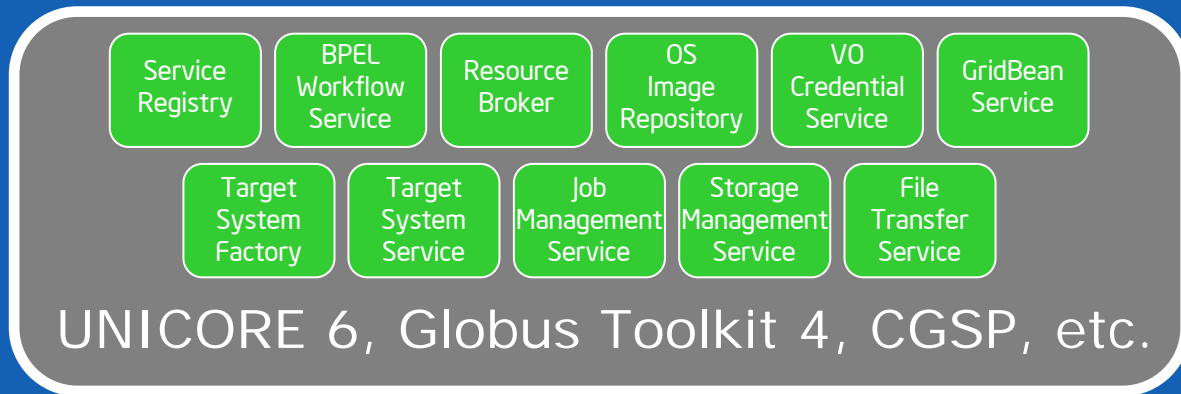 Service
Registry
BPEL
Workflow
Service
Resource
Broker
OS
Image
Repository
VO
Credential
Service
GridBean
Service
Target
System
Factory
Target
System
Service
Job
Management
Service
Storage
Management
Service
File
Transfer
Service
UNICORE 6, Globus Toolkit 4, CGSP, etc.